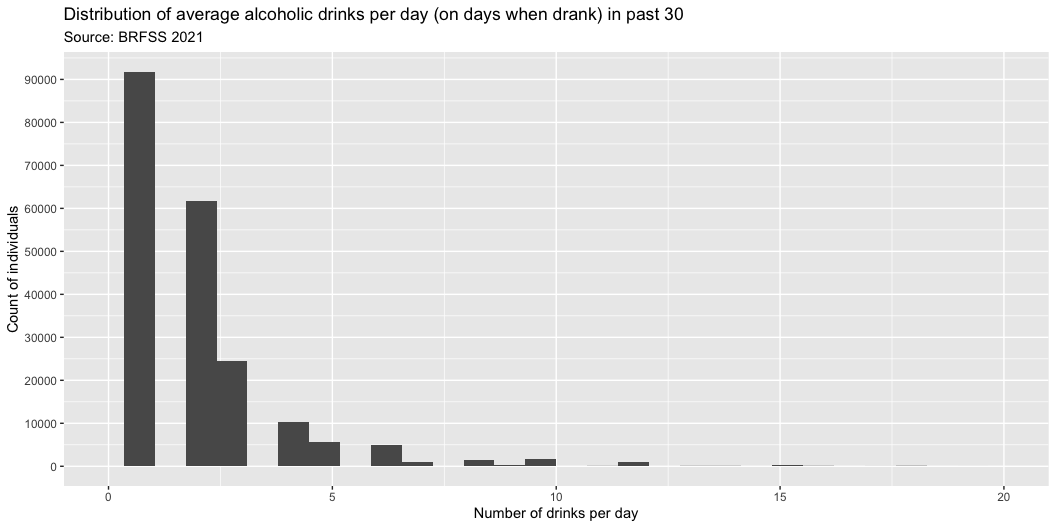 Distribution of average alcoholic drinks per day (on days when drank) in past 30
Source: BRFSS 2021
Count of individuals
90000
80000
70000
60000
50000
40000
30000
20000
10000
0
0 5 10 15 20
Number of drinks per day